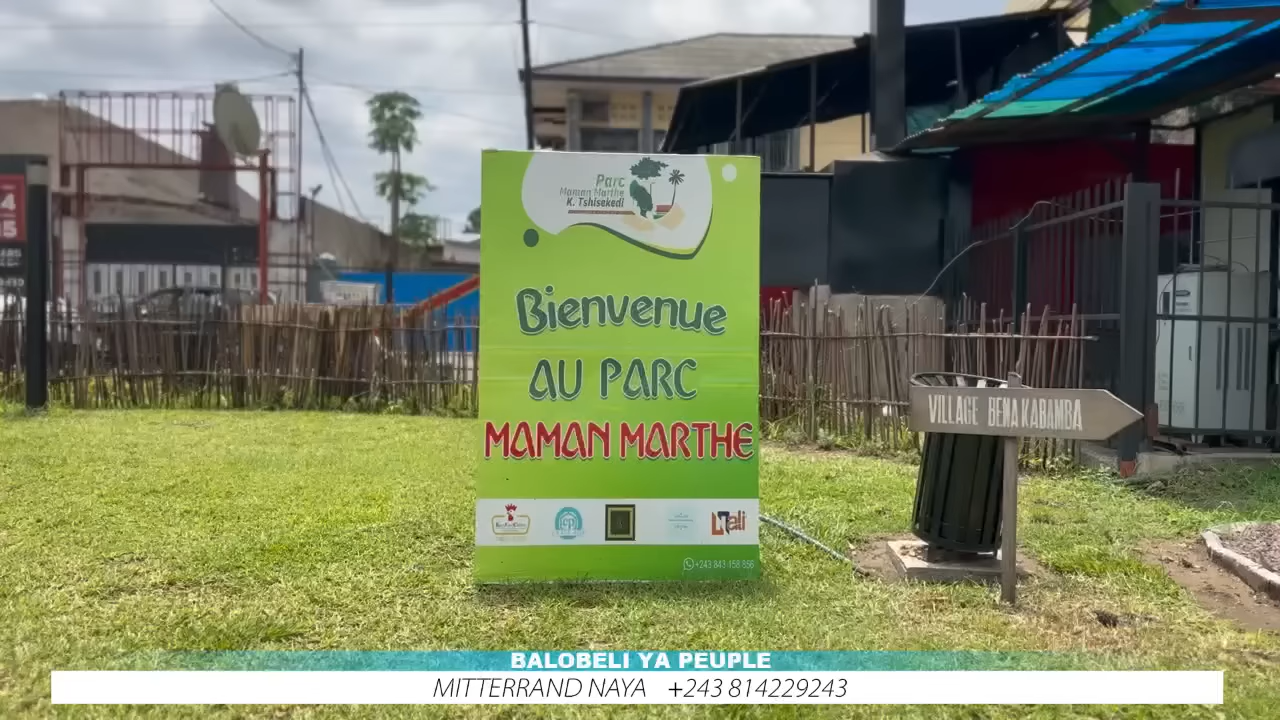 Parc
Maman Marthe
K. Tshisekedi
Bienvenue
AU PARC
MAMAN MARTHE
VILLAGE BENA KABAMBA
+243 843 158 856
BALOBELI YA PEUPLE
MITTERRAND NAYA +243 814229243